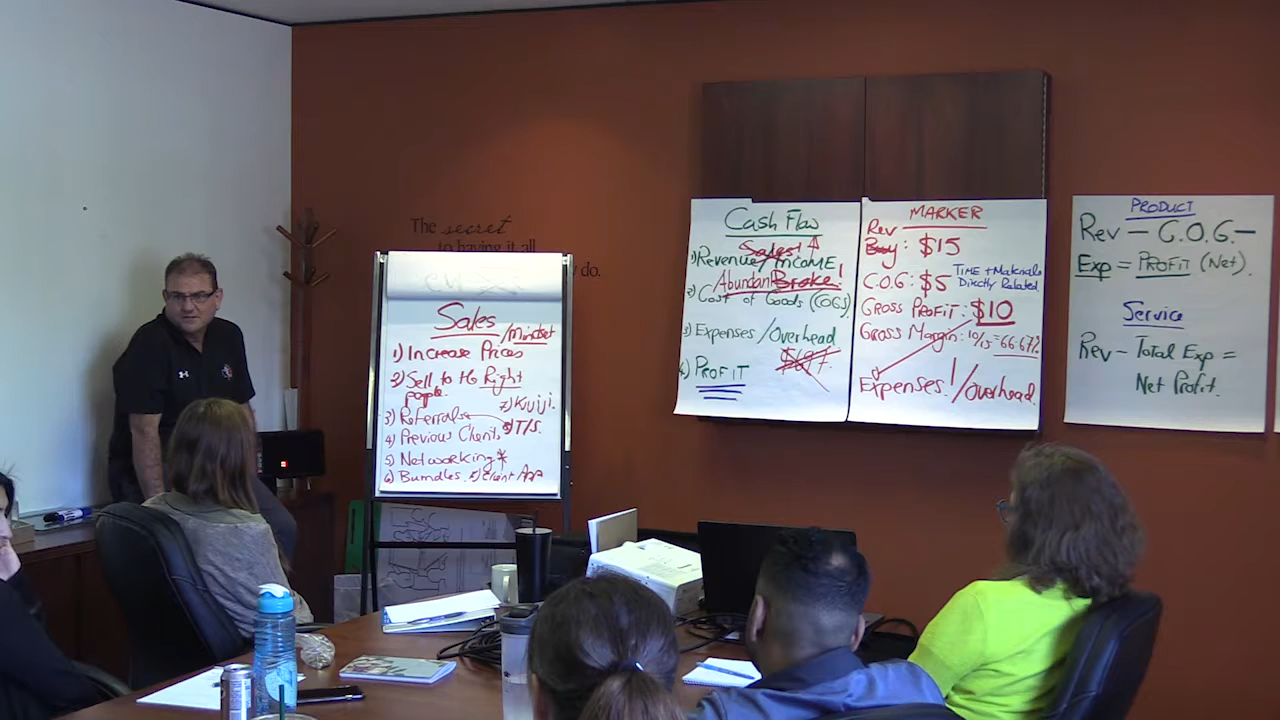 The secret
to having it all
do.
Sales
/mindset
1) Increase Prices
2) Sell to the Right
people.
7) Kijiji.
3) Referrals
8) T/S.
4) Previous Clients
5) Networking *
6) Bundles.
Client App
Cash Flow
Sales
1) Revenue/INCOME
Abundan Broke!
2) Cost of Goods (COGS)
3) Expenses/Overhead
4) PROFIT
MARKER
Rev
Buy: $15
C.O.G: $5 TIME + Materials
Directly Related
GROSS PROFIT: $10
GROSS Margin: 10/15 = 66.67%
Expenses!/Overhead
PRODUCT
Rev - C.O.G. -
Exp = PROFIT (Net).
Service
Rev - Total Exp =
Net Profit.